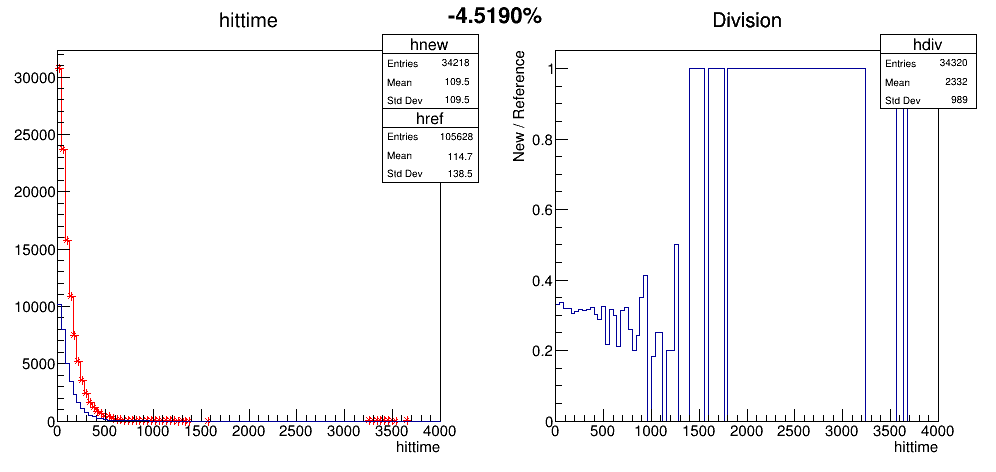 -4.5190%
hittime
hnew
Entries 34218
Mean 109.5
Std Dev 109.5
href
Entries 105628
Mean 114.7
Std Dev 138.5
30000
25000
20000
15000
10000
5000
0
0 500 1000 1500 2000 2500 3000 3500 4000
hittime
Division
hdiv
Entries 34320
Mean 2332
Std Dev 989
New / Reference
1
0.8
0.6
0.4
0.2
0
0 500 1000 1500 2000 2500 3000 3500 4000
hittime